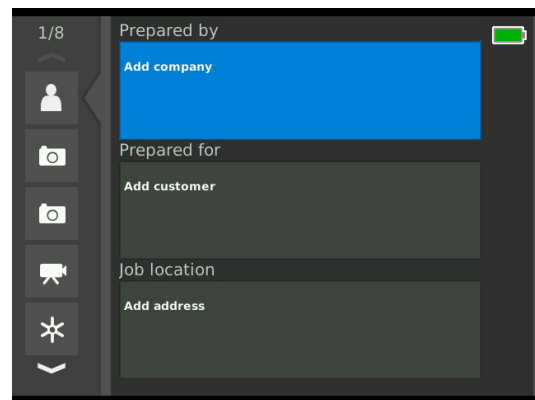 1/8
Prepared by
Add company
Prepared for
Add customer
Job location
Add address